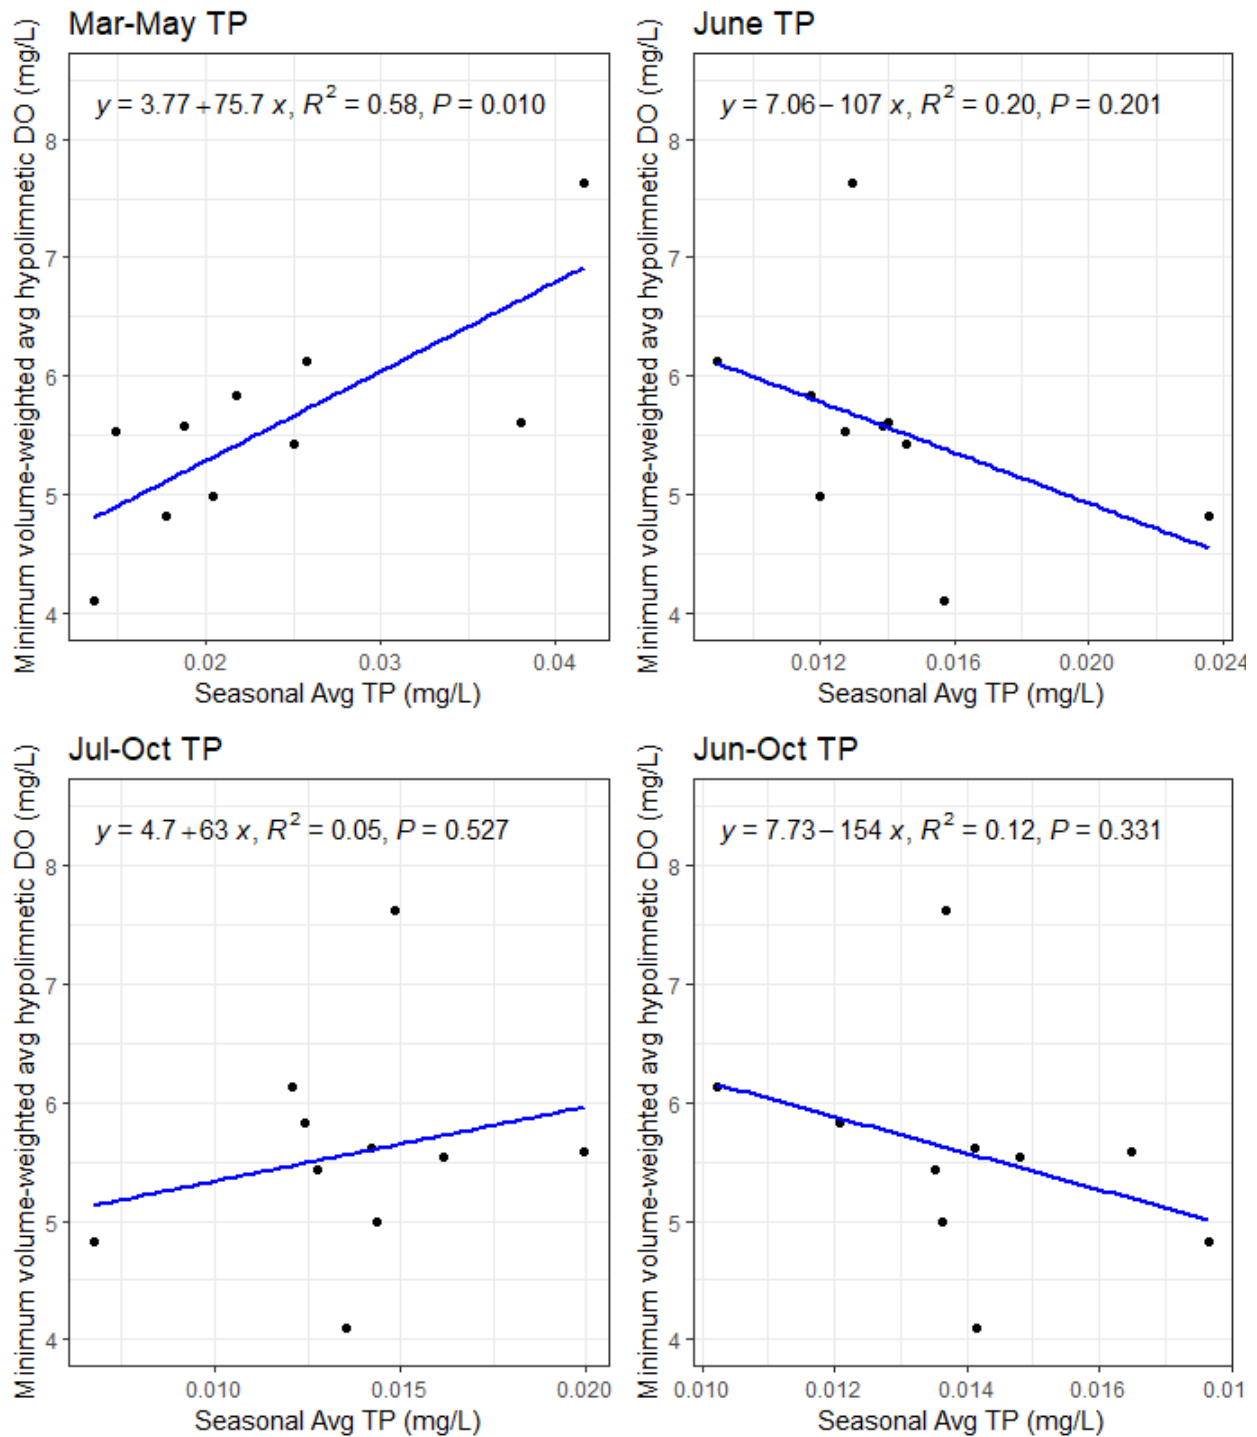 Mar-May TP
Minimum volume-weighted avg hypolimnetic DO (mg/L)
y = 3.77+75.7 x, R² = 0.58, P = 0.010
8
7
6
5
4
0.02 0.03 0.04
Seasonal Avg TP (mg/L)
June TP
Minimum volume-weighted avg hypolimnetic DO (mg/L)
y = 7.06−107 x, R² = 0.20, P = 0.201
8
7
6
5
4
0.012 0.016 0.020 0.024
Seasonal Avg TP (mg/L)
Jul-Oct TP
Minimum volume-weighted avg hypolimnetic DO (mg/L)
y = 4.7+63 x, R² = 0.05, P = 0.527
8
7
6
5
4
0.010 0.015 0.020
Seasonal Avg TP (mg/L)
Jun-Oct TP
Minimum volume-weighted avg hypolimnetic DO (mg/L)
y = 7.73−154 x, R² = 0.12, P = 0.331
8
7
6
5
4
0.010 0.012 0.014 0.016 0.01
Seasonal Avg TP (mg/L)